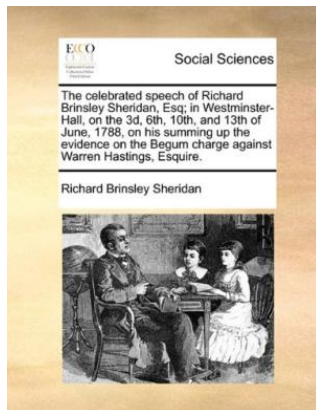 ECCO
Social Sciences
The celebrated speech of Richard
Brinsley Sheridan, Esq; in Westminster-
Hall, on the 3d, 6th, 10th, and 13th of
June, 1788, on his summing up the
evidence on the Begum charge against
Warren Hastings, Esquire.
Richard Brinsley Sheridan